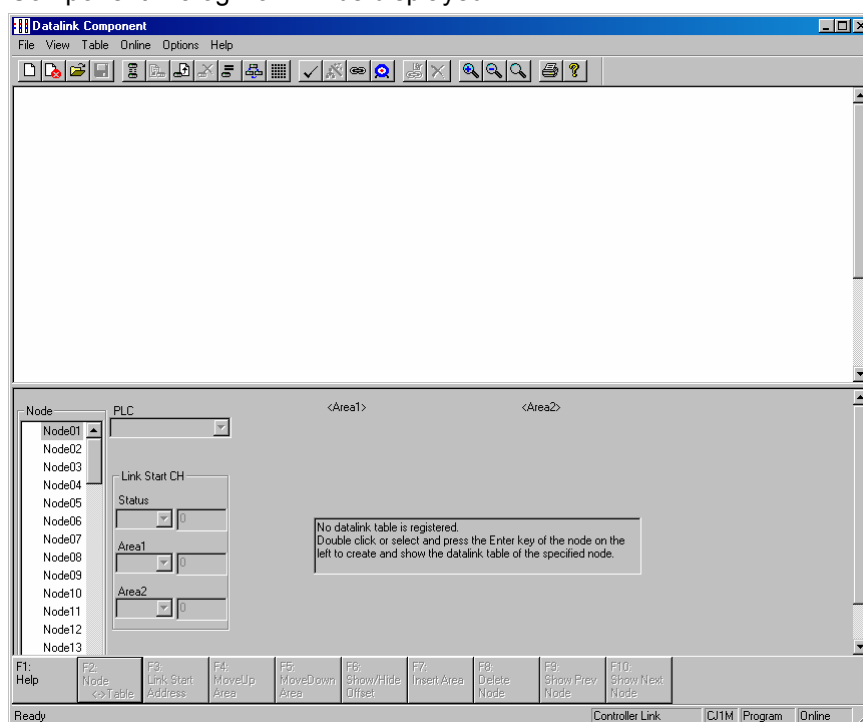 Datalink Component
File View Table Online Options Help
<Area1> <Area2>
Node
PLC
Node01
Node02
Node03
Node04
Node05
Node06
Node07
Node08
Node09
Node10
Node11
Node12
Node13
Link Start CH
Status
0
Area1
0
Area2
0
No datalink table is registered.
Double click or select and press the Enter key of the node on the
left to create and show the datalink table of the specified node.
F1:
Help
F2:
Node
<->Table
F3:
Link Start
Address
F4:
MoveUp
Area
F5:
MoveDown
Area
F6:
Show/Hide
Offset
F7:
Insert Area
F8:
Delete
Node
F9:
Show Prev
Node
F10:
Show Next
Node
Ready Controller Link CJ1M Program Online